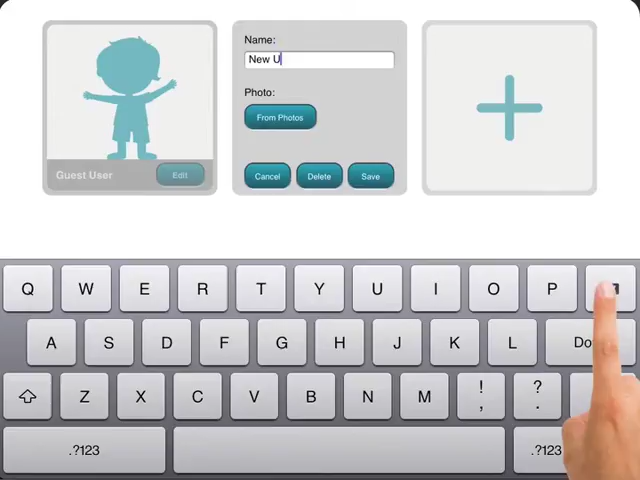 Name:
New U
Photo:
From Photos
Guest User
Edit
Cancel
Delete
Save
Q W E R T Y U I O P
A S D F G H J K L
Z X C V B N M ! , ? .
.?123
.?123